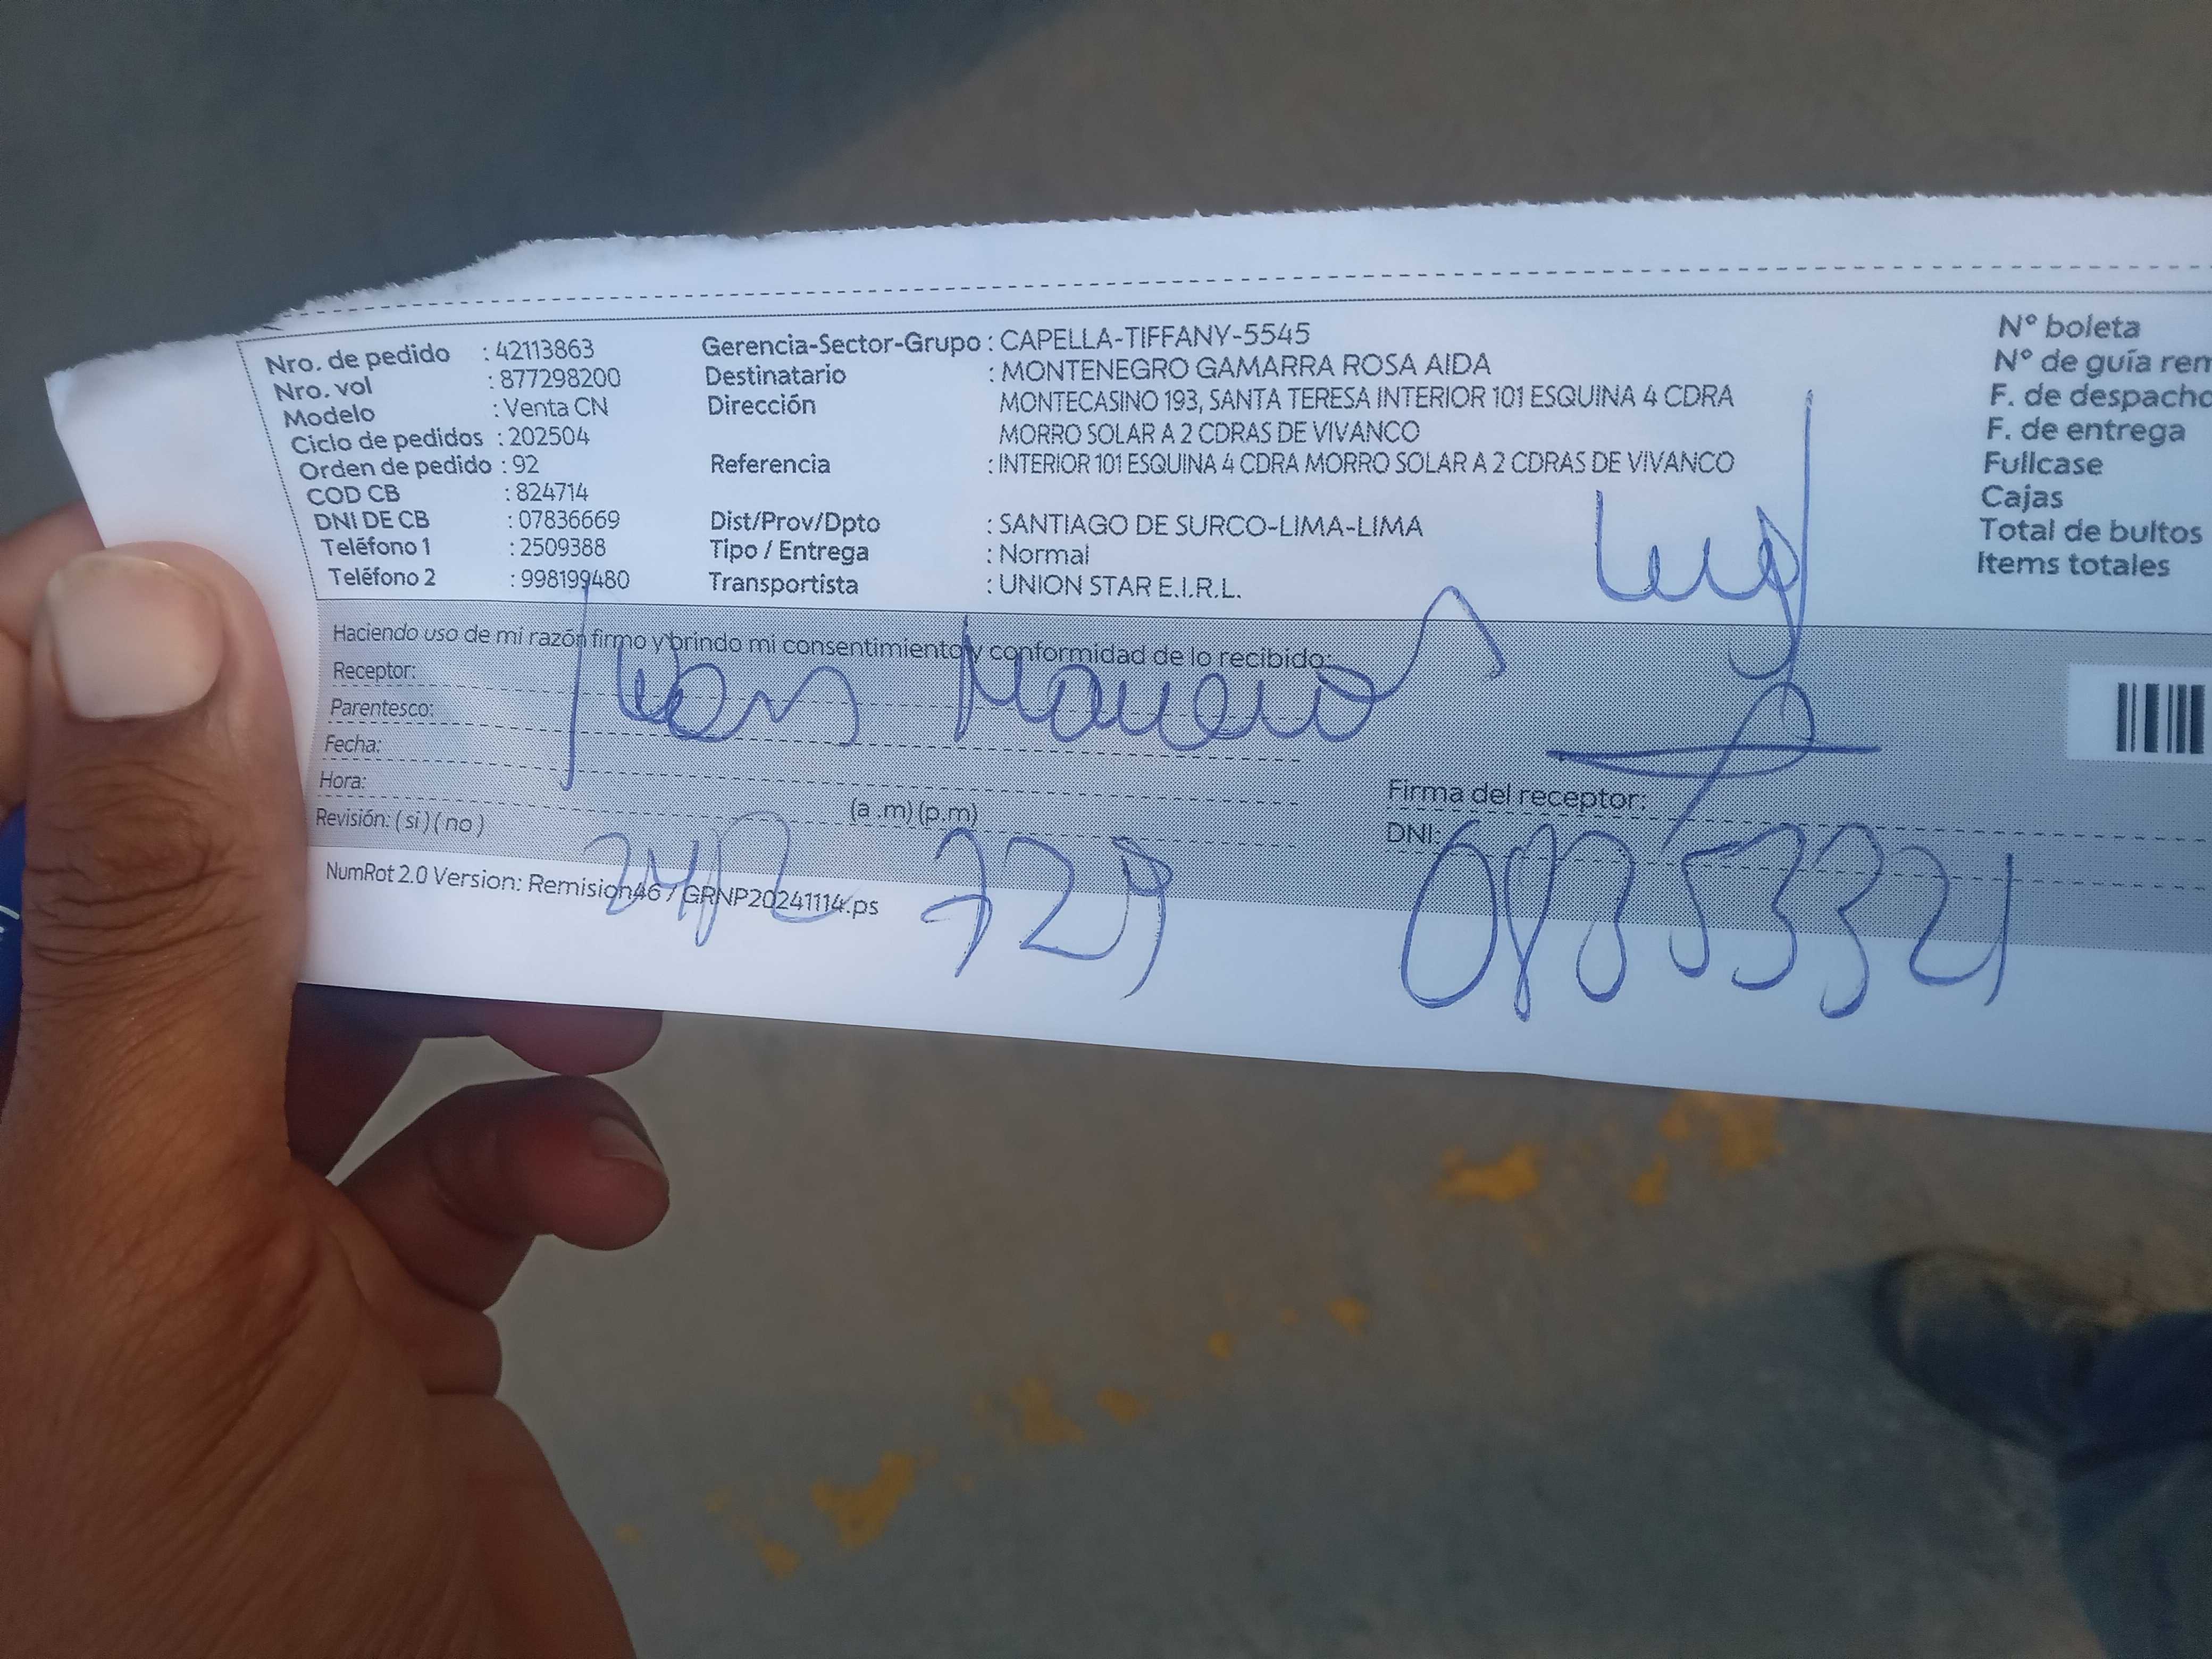 Nro. de pedido : 42113863
Nro. vol : 877298200
Modelo : Venta CN
Ciclo de pedidos : 202504
Orden de pedido : 92
COD CB : 824714
DNI DE CB : 07836669
Teléfono 1 : 2509388
Teléfono 2 : 998199480
Gerencia-Sector-Grupo : CAPELLA-TIFFANY-5545
Destinatario : MONTENEGRO GAMARRA ROSA AIDA
Dirección MONTECASINO 193, SANTA TERESA INTERIOR 101 ESQUINA 4 CDRA
MORRO SOLAR A 2 CDRAS DE VIVANCO
Referencia : INTERIOR 101 ESQUINA 4 CDRA MORRO SOLAR A 2 CDRAS DE VIVANCO
Dist/Prov/Dpto : SANTIAGO DE SURCO-LIMA-LIMA
Tipo / Entrega : Normal
Transportista : UNION STAR E.I.R.L.
N° boleta
N° de guía rem
F. de despacho
F. de entrega
Fullcase
Cajas
Total de bultos
Items totales
Haciendo uso de mi razón firmo y brindo mi consentimiento y conformidad de lo recibido:
Receptor:
Parentesco:
Fecha:
Hora: (a .m) (p.m)
Revisión: ( si ) ( no )
Firma del receptor:
DNI:
729
NumRot 2.0 Version: Remision46 / GRNP20241114.ps